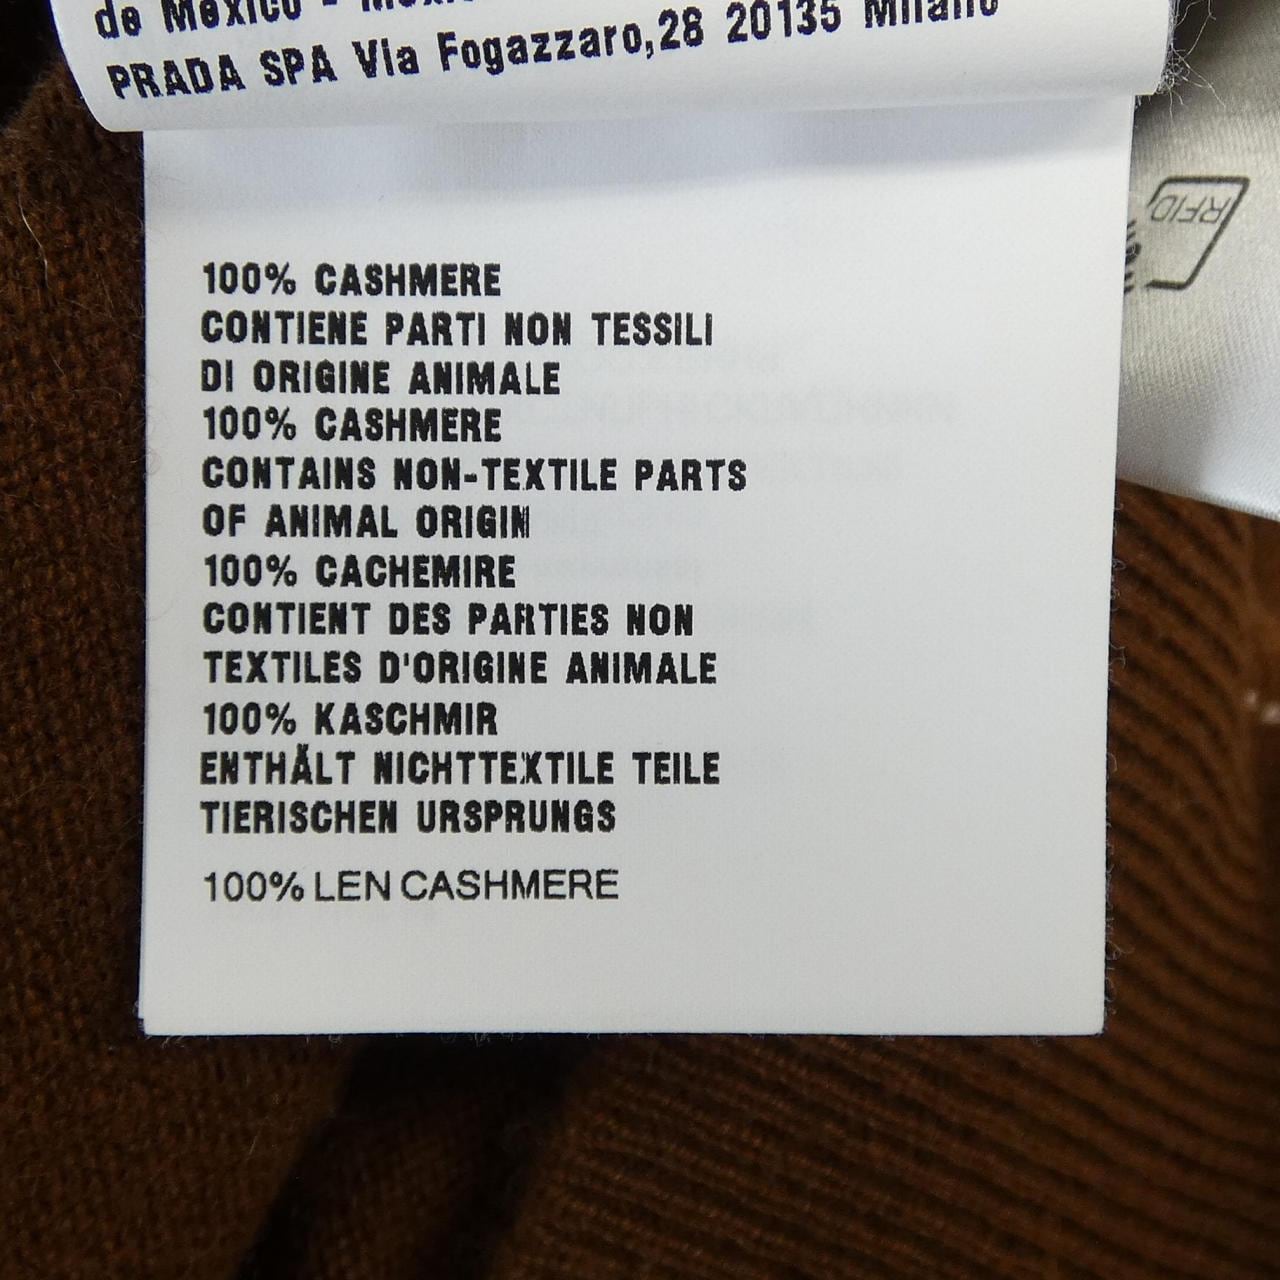 de Mexico -
PRADA SPA Via Fogazzaro,28 20135 Milano
100% CASHMERE
CONTIENE PARTI NON TESSILI
DI ORIGINE ANIMALE
100% CASHMERE
CONTAINS NON-TEXTILE PARTS
OF ANIMAL ORIGIN
100% CACHEMIRE
CONTIENT DES PARTIES NON
TEXTILES D'ORIGINE ANIMALE
100% KASCHMIR
ENTHÄLT NICHTTEXTILE TEILE
TIERISCHEN URSPRUNGS
100% LEN CASHMERE
RFID